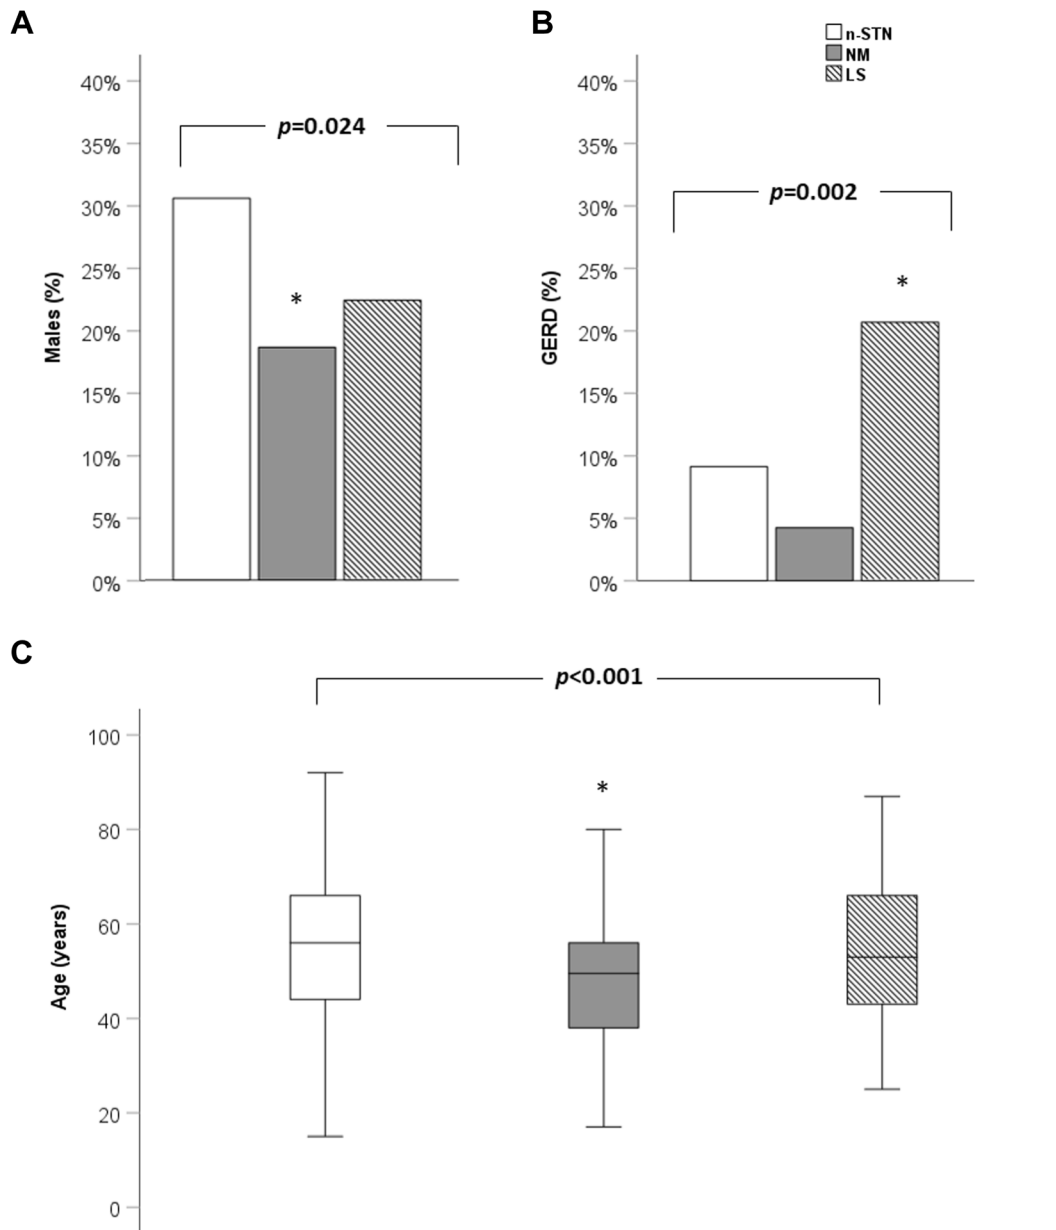 A
40%
35%
30%
25%
20%
15%
10%
5%
0%
Males (%)
p=0.024
*
B
n-STN
NM
LS
40%
35%
30%
25%
20%
15%
10%
5%
0%
GERD (%)
p=0.002
*
C
p<0.001
100
80
60
40
20
0
Age (years)
*